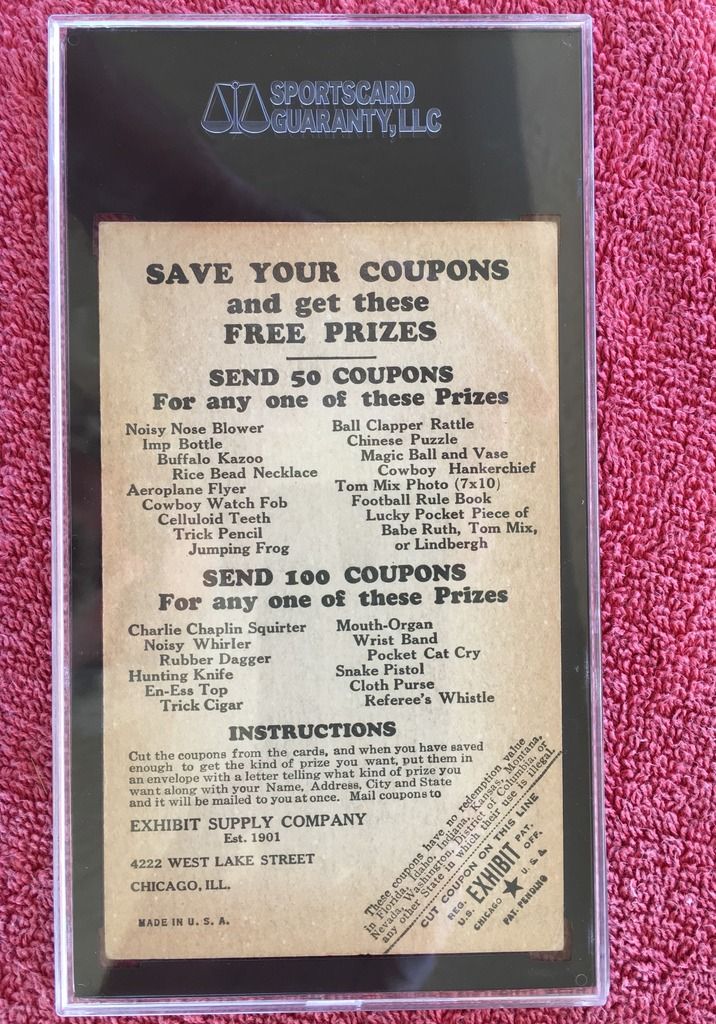 SPORTSCARD
GUARANTY, LLC
SAVE YOUR COUPONS
and get these
FREE PRIZES
SEND 50 COUPONS
For any one of these Prizes
Noisy Nose Blower
Imp Bottle
Buffalo Kazoo
Rice Bead Necklace
Aeroplane Flyer
Cowboy Watch Fob
Celluloid Teeth
Trick Pencil
Jumping Frog
Ball Clapper Rattle
Chinese Puzzle
Magic Ball and Vase
Cowboy Hankerchief
Tom Mix Photo (7x10)
Football Rule Book
Lucky Pocket Piece of
Babe Ruth, Tom Mix,
or Lindbergh
SEND 100 COUPONS
For any one of these Prizes
Charlie Chaplin Squirter
Noisy Whirler
Rubber Dagger
Hunting Knife
En-Ess Top
Trick Cigar
Mouth-Organ
Wrist Band
Pocket Cat Cry
Snake Pistol
Cloth Purse
Referee's Whistle
INSTRUCTIONS
Cut the coupons from the cards, and when you have saved
enough to get the kind of prize you want, put them in
an envelope with a letter telling what kind of prize you
want along with your Name, Address, City and State
and it will be mailed to you at once. Mail coupons to
EXHIBIT SUPPLY COMPANY
Est. 1901
4222 WEST LAKE STREET
CHICAGO, ILL.
MADE IN U. S. A.
These coupons have no redemption value
in Florida, Idaho, Indiana, Kansas, Montana,
Nevada, Washington, District of Columbia, or
any other State in which their use is illegal.
CUT COUPON ON THIS LINE
REG. EXHIBIT PAT.
U.S. OFF.
CHICAGO ★ U. S. A.
PAT. PENDING